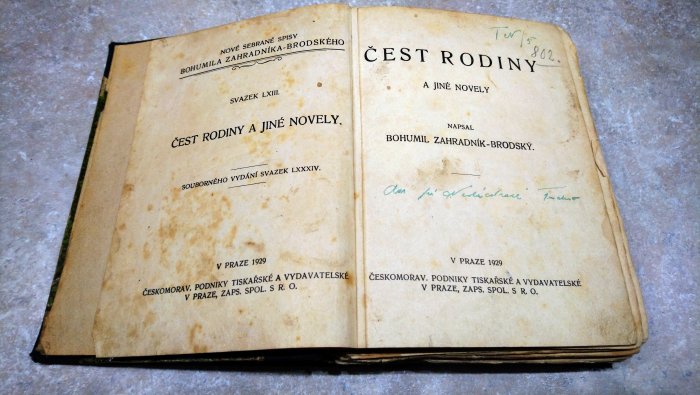 NOVÉ SEBRANÉ SPISY
BOHUMILA ZAHRADNÍKA-BRODSKÉHO
SVAZEK LXIII.
ČEST RODINY A JINÉ NOVELY.
SOUBORNÉHO VYDÁNÍ SVAZEK LXXXIV.
V PRAZE 1929
ČESKOMORAV. PODNIKY TISKAŘSKÉ A VYDAVATELSKÉ
V PRAZE, ZAPS. SPOL. S R. O.
802.
ČEST RODINY
A JINÉ NOVELY
NAPSAL
BOHUMIL ZAHRADNÍK-BRODSKÝ.
V PRAZE 1929
ČESKOMORAV. PODNIKY TISKAŘSKÉ A VYDAVATELSKÉ
V PRAZE, ZAPS. SPOL. S R. O.